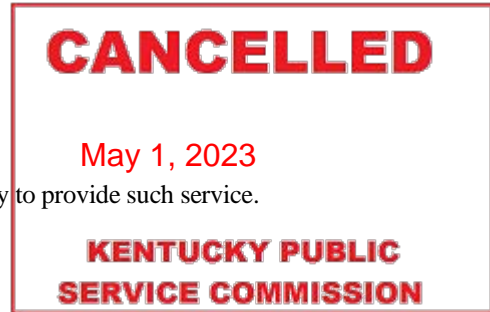 CANCELLED
May 1, 2023
to provide such service.
KENTUCKY PUBLIC
SERVICE COMMISSION